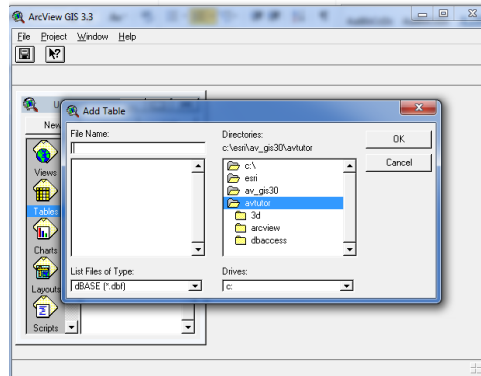 ArcView GIS 3.3
File Project Window Help
Add Table
New
File Name:
Directories:
c:\esri\av_gis30\avtutor
OK
Cancel
c:\
esri
av_gis30
avtutor
3d
arcview
dbaccess
Views
Tables
Charts
Layouts
Scripts
List Files of Type:
Drives:
dBASE (*.dbf)
c: